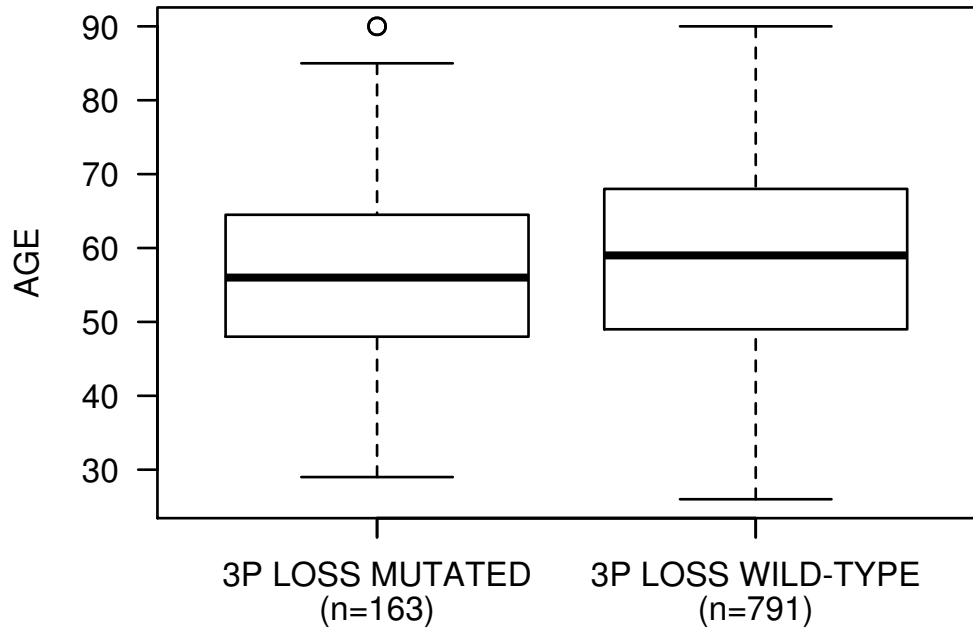 90
80
70
60
50
40
30
AGE
3P LOSS MUTATED
(n=163)
3P LOSS WILD-TYPE
(n=791)